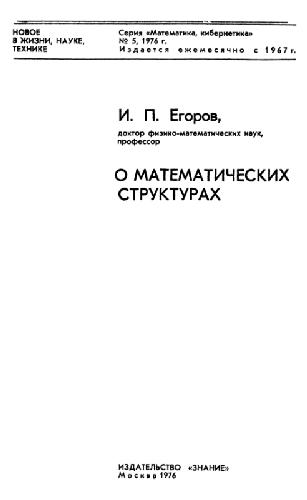 НОВОЕ
В ЖИЗНИ, НАУКЕ,
ТЕХНИКЕ
Серия «Математика, кибернетика»
№ 5, 1976 г.
Издается ежемесячно с 1967 г.
И. П. Егоров,
доктор физико-математических наук,
профессор
О МАТЕМАТИЧЕСКИХ
СТРУКТУРАХ
ИЗДАТЕЛЬСТВО «ЗНАНИЕ»
Москва 1976